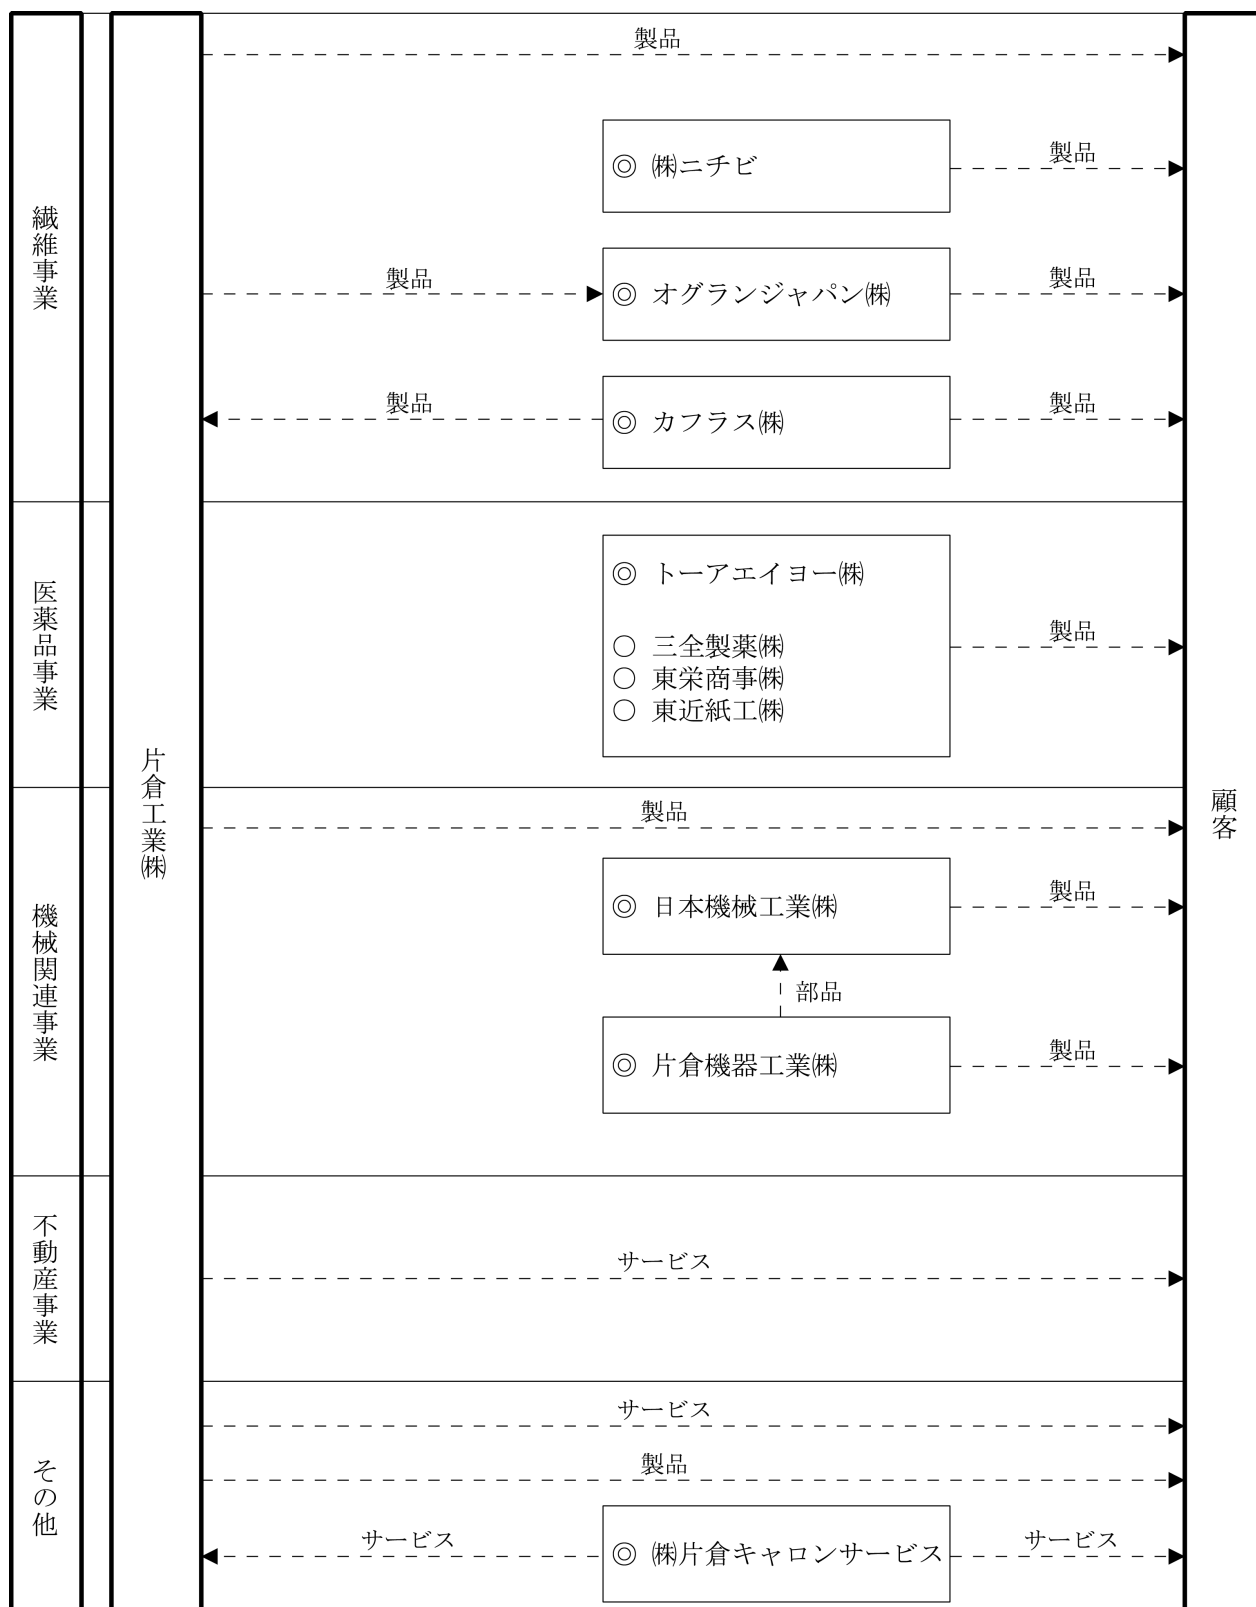 繊維事業
片倉工業㈱
顧客
製品
◎ ㈱ニチビ
製品
製品
◎ オグランジャパン㈱
製品
製品
◎ カフラス㈱
製品
医薬品事業
◎ トーアエイヨー㈱
○ 三全製薬㈱
○ 東栄商事㈱
○ 東近紙工㈱
製品
機械関連事業
製品
◎ 日本機械工業㈱
製品
部品
◎ 片倉機器工業㈱
製品
不動産事業
サービス
その他
サービス
製品
サービス
◎ ㈱片倉キャロンサービス
サービス